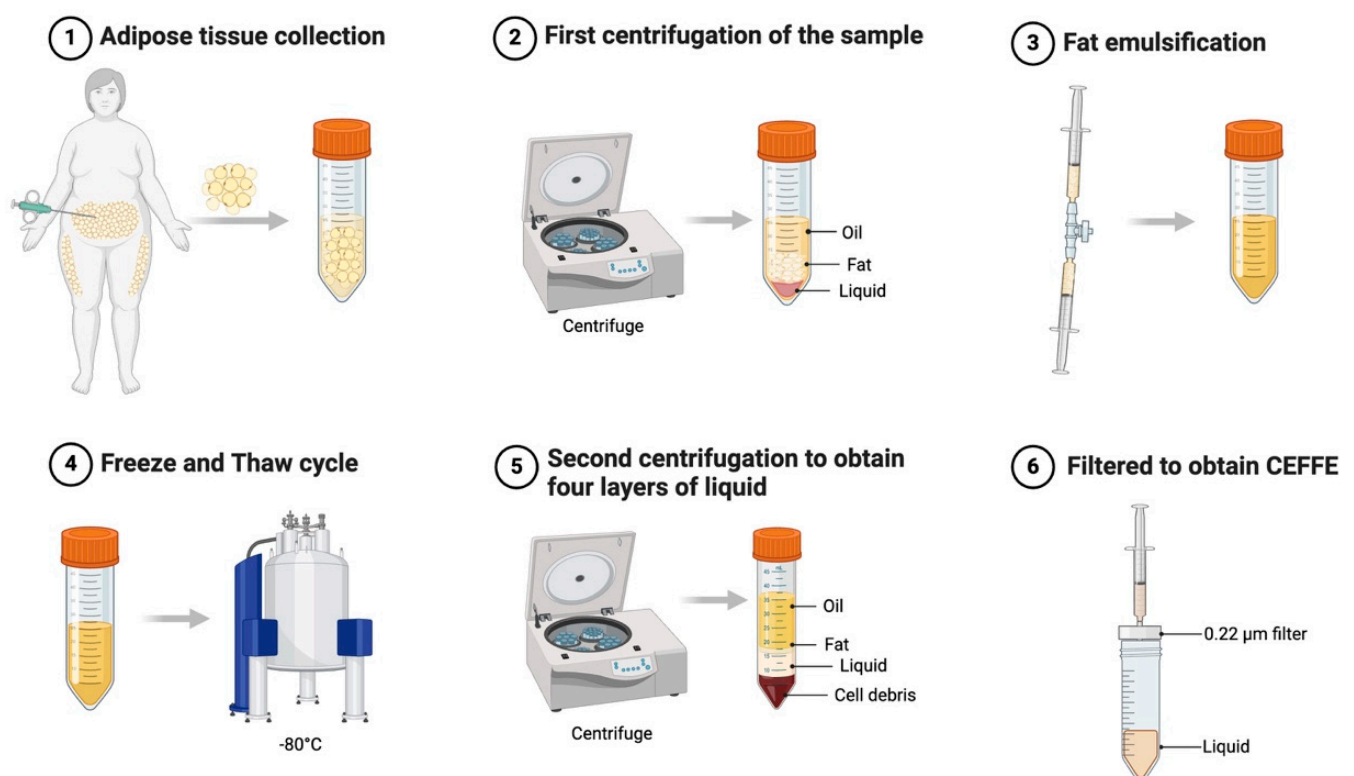 1 Adipose tissue collection
2 First centrifugation of the sample
3 Fat emulsification
Oil
Fat
Liquid
Centrifuge
4 Freeze and Thaw cycle
5 Second centrifugation to obtain
four layers of liquid
6 Filtered to obtain CEFFE
-80°C
Oil
Fat
Liquid
Cell debris
Centrifuge
0.22 µm filter
Liquid